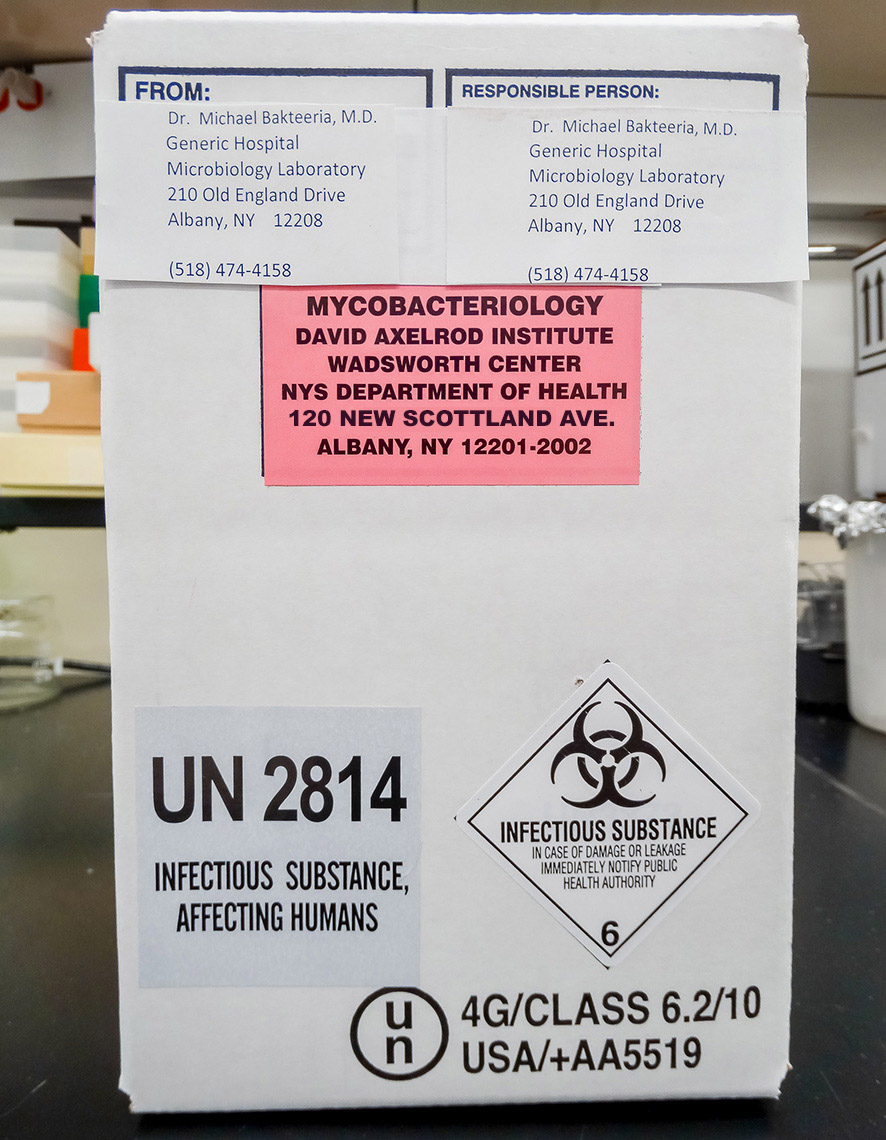 FROM:
Dr. Michael Bakteeria, M.D.
Generic Hospital
Microbiology Laboratory
210 Old England Drive
Albany, NY 12208
(518) 474-4158
RESPONSIBLE PERSON:
Dr. Michael Bakteeria, M.D.
Generic Hospital
Microbiology Laboratory
210 Old England Drive
Albany, NY 12208
(518) 474-4158
MYCOBACTERIOLOGY
DAVID AXELROD INSTITUTE
WADSWORTH CENTER
NYS DEPARTMENT OF HEALTH
120 NEW SCOTTLAND AVE.
ALBANY, NY 12201-2002
UN 2814
INFECTIOUS SUBSTANCE,
AFFECTING HUMANS
INFECTIOUS SUBSTANCE
IN CASE OF DAMAGE OR LEAKAGE
IMMEDIATELY NOTIFY PUBLIC
HEALTH AUTHORITY
6
un
4G/CLASS 6.2/10
USA/+AA5519